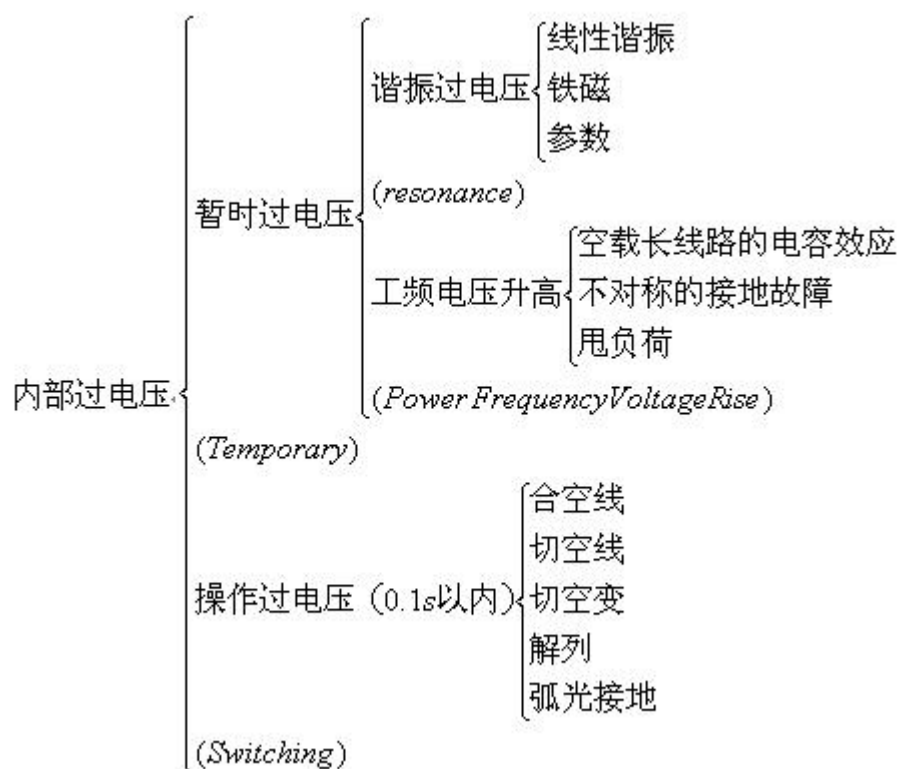 线性谐振
谐振过电压
铁磁
参数
(resonance)
暂时过电压
空载长线路的电容效应
工频电压升高
不对称的接地故障
甩负荷
内部过电压
(Power FrequencyVoltageRise)
(Temporary)
合空线
切空线
操作过电压（0.1s以内）
切空变
解列
弧光接地
(Switching)